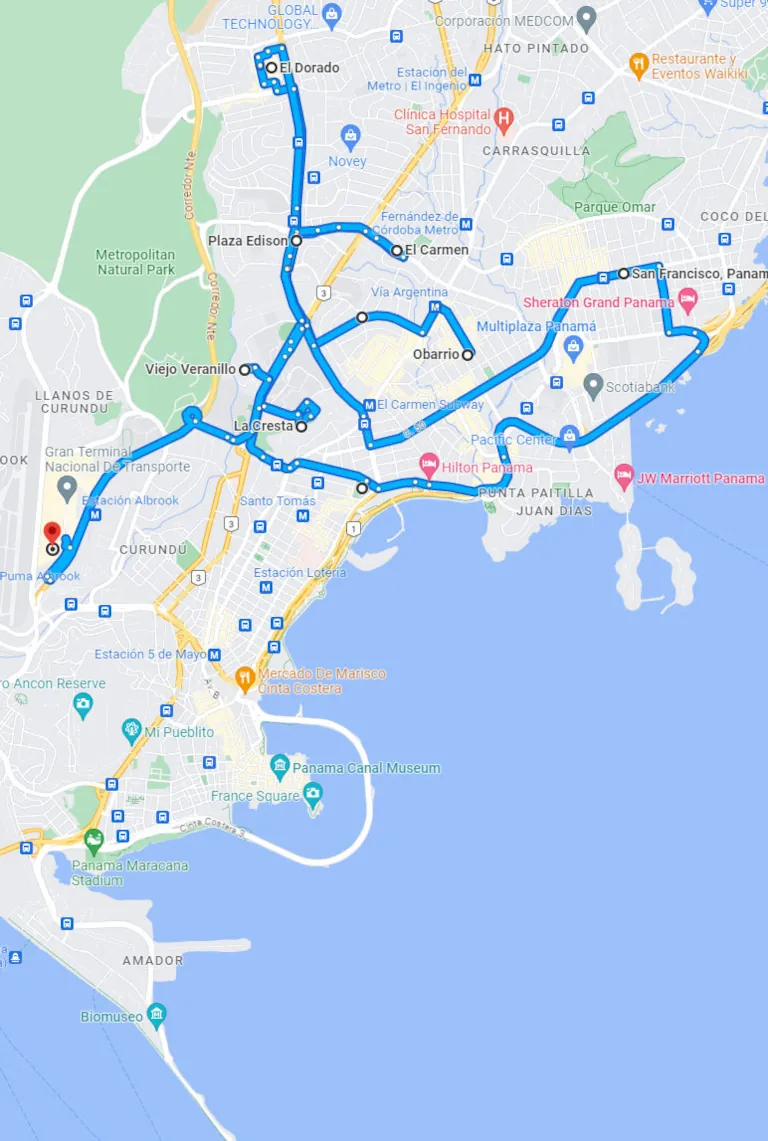 GLOBAL
TECHNOLOGY...
Super 9
Corporación MEDCOM
HATO PINTADO
El Dorado
Restaurante y
Eventos Waikiki
Estación del
Metro | El Ingenio
Clínica Hospital
San Fernando
Novey
CARRASQUILLA
Corredor Nte
Parque Omar
Fernández de
Córdoba Metro
COCO DEL
Plaza Edison
El Carmen
Metropolitan
Natural Park
Corredor Nte
San Francisco, Panam
3
Vía Argentina
Sheraton Grand Panama
Multiplaza Panamá
Obarrio
Viejo Veranillo
Scotiabank
LLANOS DE
CURUNDU
El Carmen Subway
La Cresta
C. 50
OOK
Pacific Center
Gran Terminal
Nacional De Transporte
Hilton Panama
JW Marriott Panama
Estación Albrook
Santo Tomás
PUNTA PAITILLA
JUAN DIAS
3
1
CURUNDÚ
Puma Albrook
3
Estación Lotería
Estación 5 de Mayo
Mercado De Marisco
Cinta Costera
ro Ancon Reserve
Av. B
Mi Pueblito
Panama Canal Museum
France Square
Cinta Costera 3
Panama Maracana
Stadium
AMADOR
Biomuseo